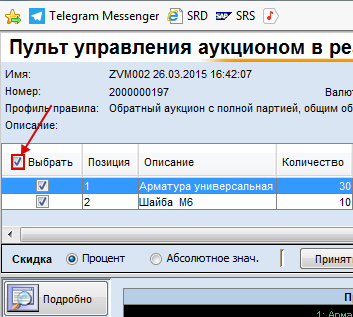 Telegram Messenger SRD SRS
Пульт управления аукционом в ре
Имя: ZVM002 26.03.2015 16:42:07
Номер: 2000000197 Валют
Профиль правила: Обратный аукцион с полной партией, общим об
Описание:
Выбрать Позиция Описание Количество
1 Арматура универсальная 30
2 Шайба М6 10
Скидка Процент Абсолютное знач. Принят
Подробно П
1: Арма